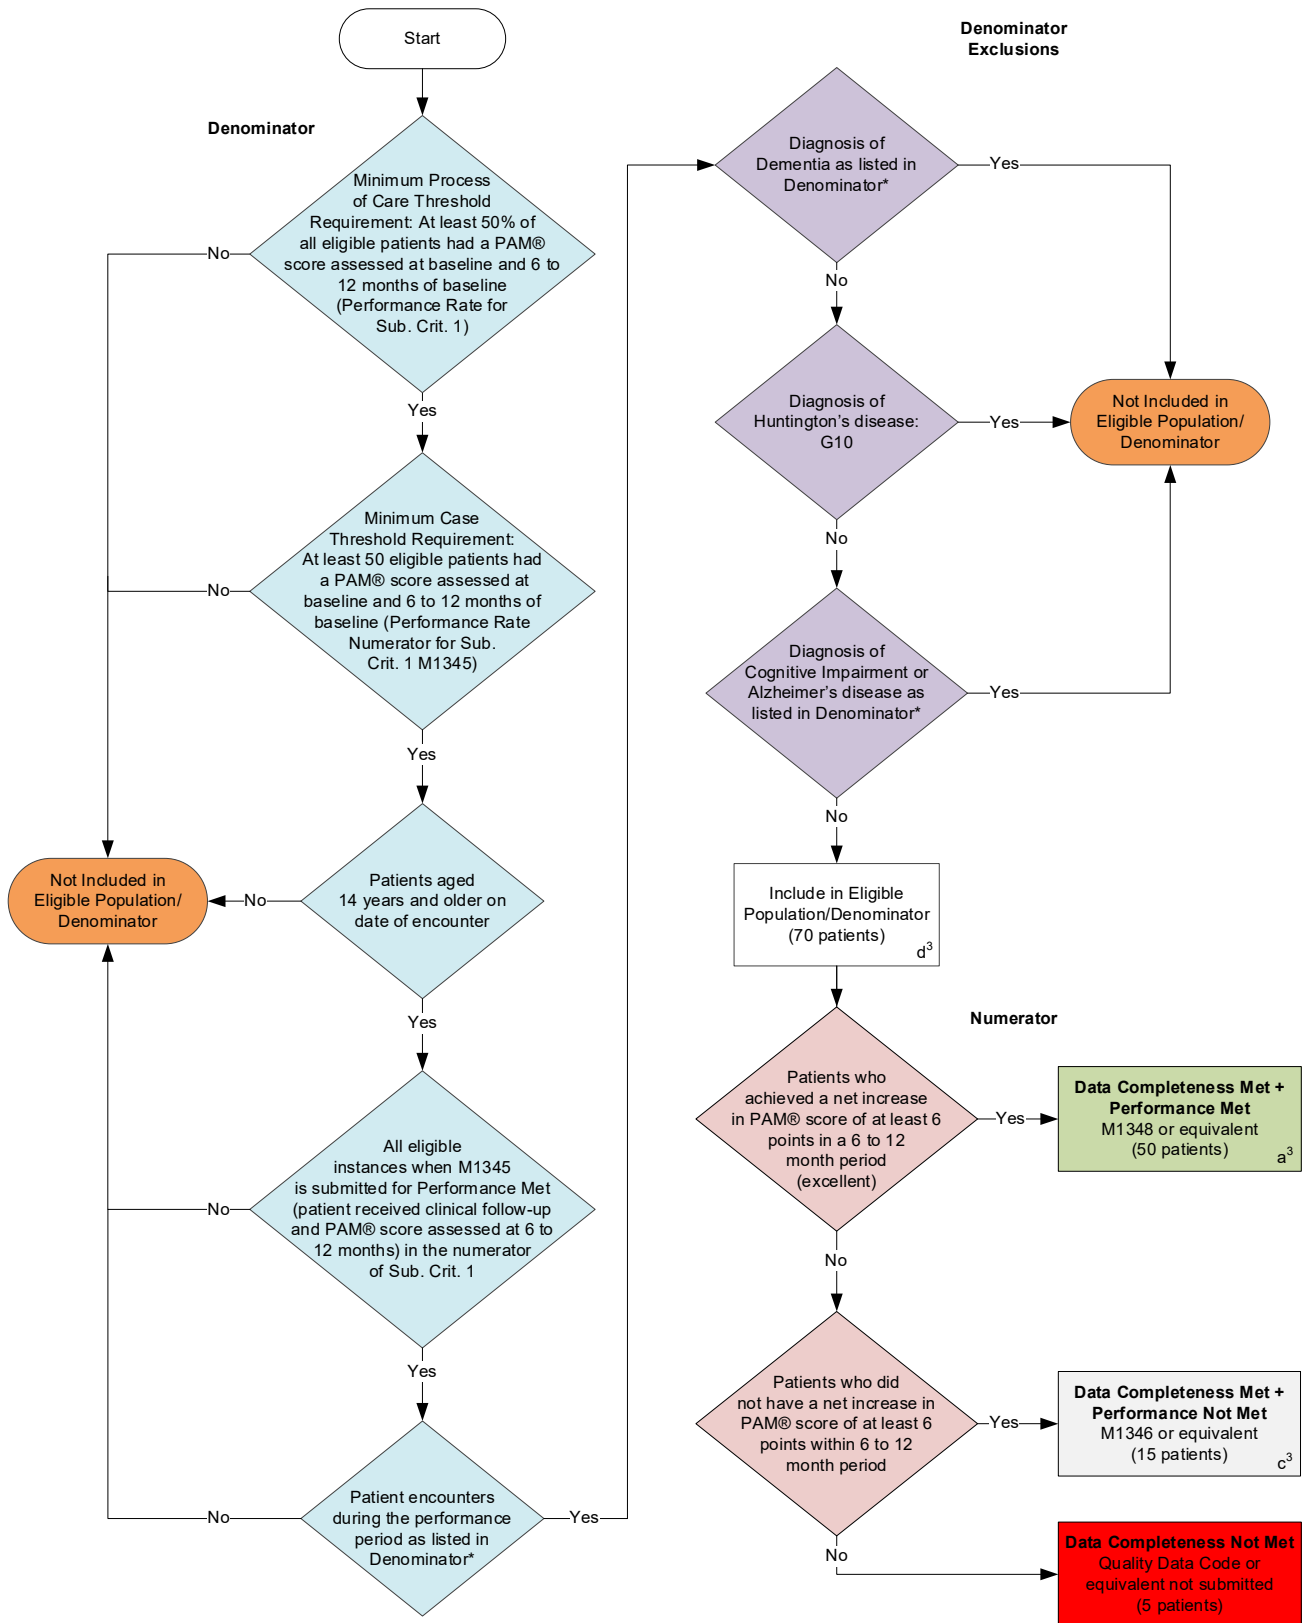 Start
Denominator
Minimum Process
of Care Threshold
Requirement: At least 50% of
all eligible patients had a PAM®
score assessed at baseline and 6 to
12 months of baseline
(Performance Rate for
Sub. Crit. 1)
No
Yes
Minimum Case
Threshold Requirement:
At least 50 eligible patients had
a PAM® score assessed at
baseline and 6 to 12 months of
baseline (Performance Rate
Numerator for Sub.
Crit. 1 M1345)
No
Yes
Patients aged
14 years and older on
date of encounter
No
Not Included in
Eligible Population/
Denominator
Yes
All eligible
instances when M1345
is submitted for Performance Met
(patient received clinical follow-up
and PAM® score assessed at 6 to
12 months) in the numerator
of Sub. Crit. 1
No
Yes
Patient encounters
during the performance
period as listed in
Denominator*
No
Yes
Denominator
Exclusions
Diagnosis of
Dementia as listed in
Denominator*
Yes
No
Diagnosis of
Huntington's disease:
G10
Yes
Not Included in
Eligible Population/
Denominator
No
Diagnosis of
Cognitive Impairment or
Alzheimer's disease as
listed in Denominator*
Yes
No
Include in Eligible
Population/Denominator
(70 patients)
d³
Numerator
Patients who
achieved a net increase
in PAM® score of at least 6
points in a 6 to 12
month period
(excellent)
Yes
Data Completeness Met +
Performance Met
M1348 or equivalent
(50 patients)
a³
No
Patients who did
not have a net increase in
PAM® score of at least 6
points within 6 to 12
month period
Yes
Data Completeness Met +
Performance Not Met
M1346 or equivalent
(15 patients)
c³
No
Data Completeness Not Met
Quality Data Code or
equivalent not submitted
(5 patients)